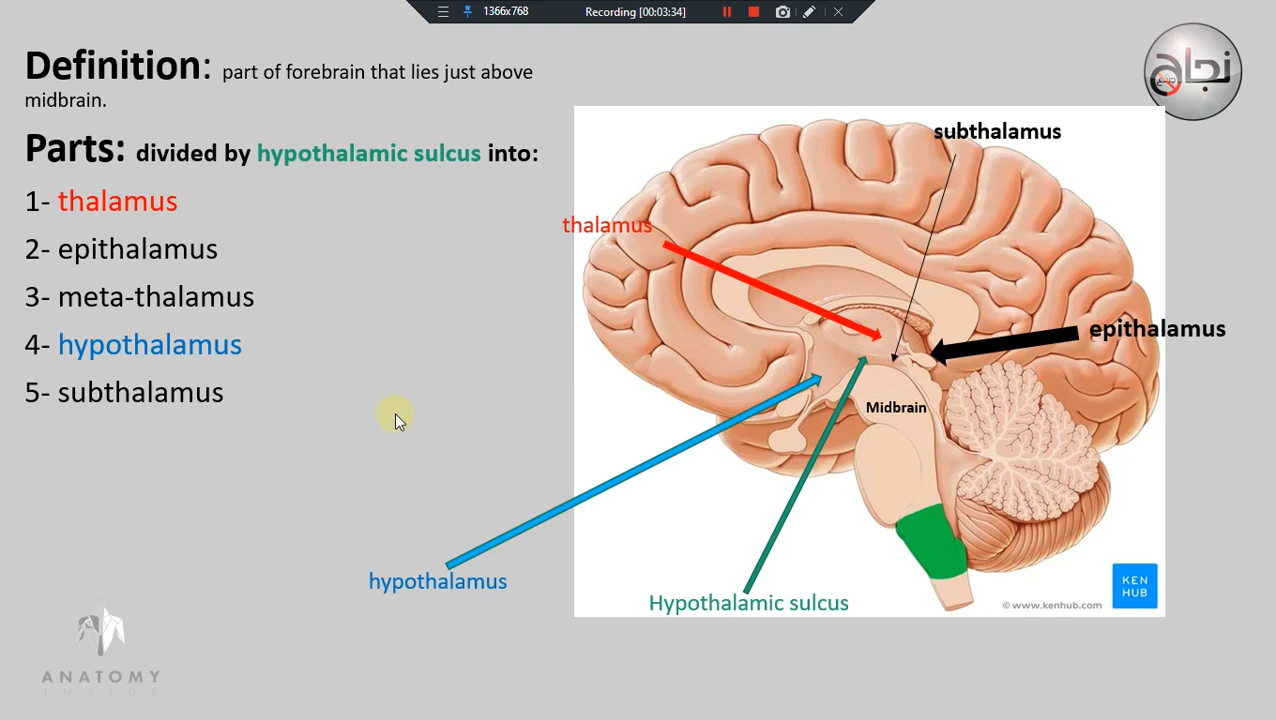 1366x768
Recording [00:03:34]
Definition: part of forebrain that lies just above
midbrain.
Parts: divided by hypothalamic sulcus into:
1- thalamus
2- epithalamus
3- meta-thalamus
4- hypothalamus
5- subthalamus
subthalamus
thalamus
epithalamus
Midbrain
hypothalamus
Hypothalamic sulcus
KEN
HUB
© www.kenhub.com
ANATOMY
INSIDE